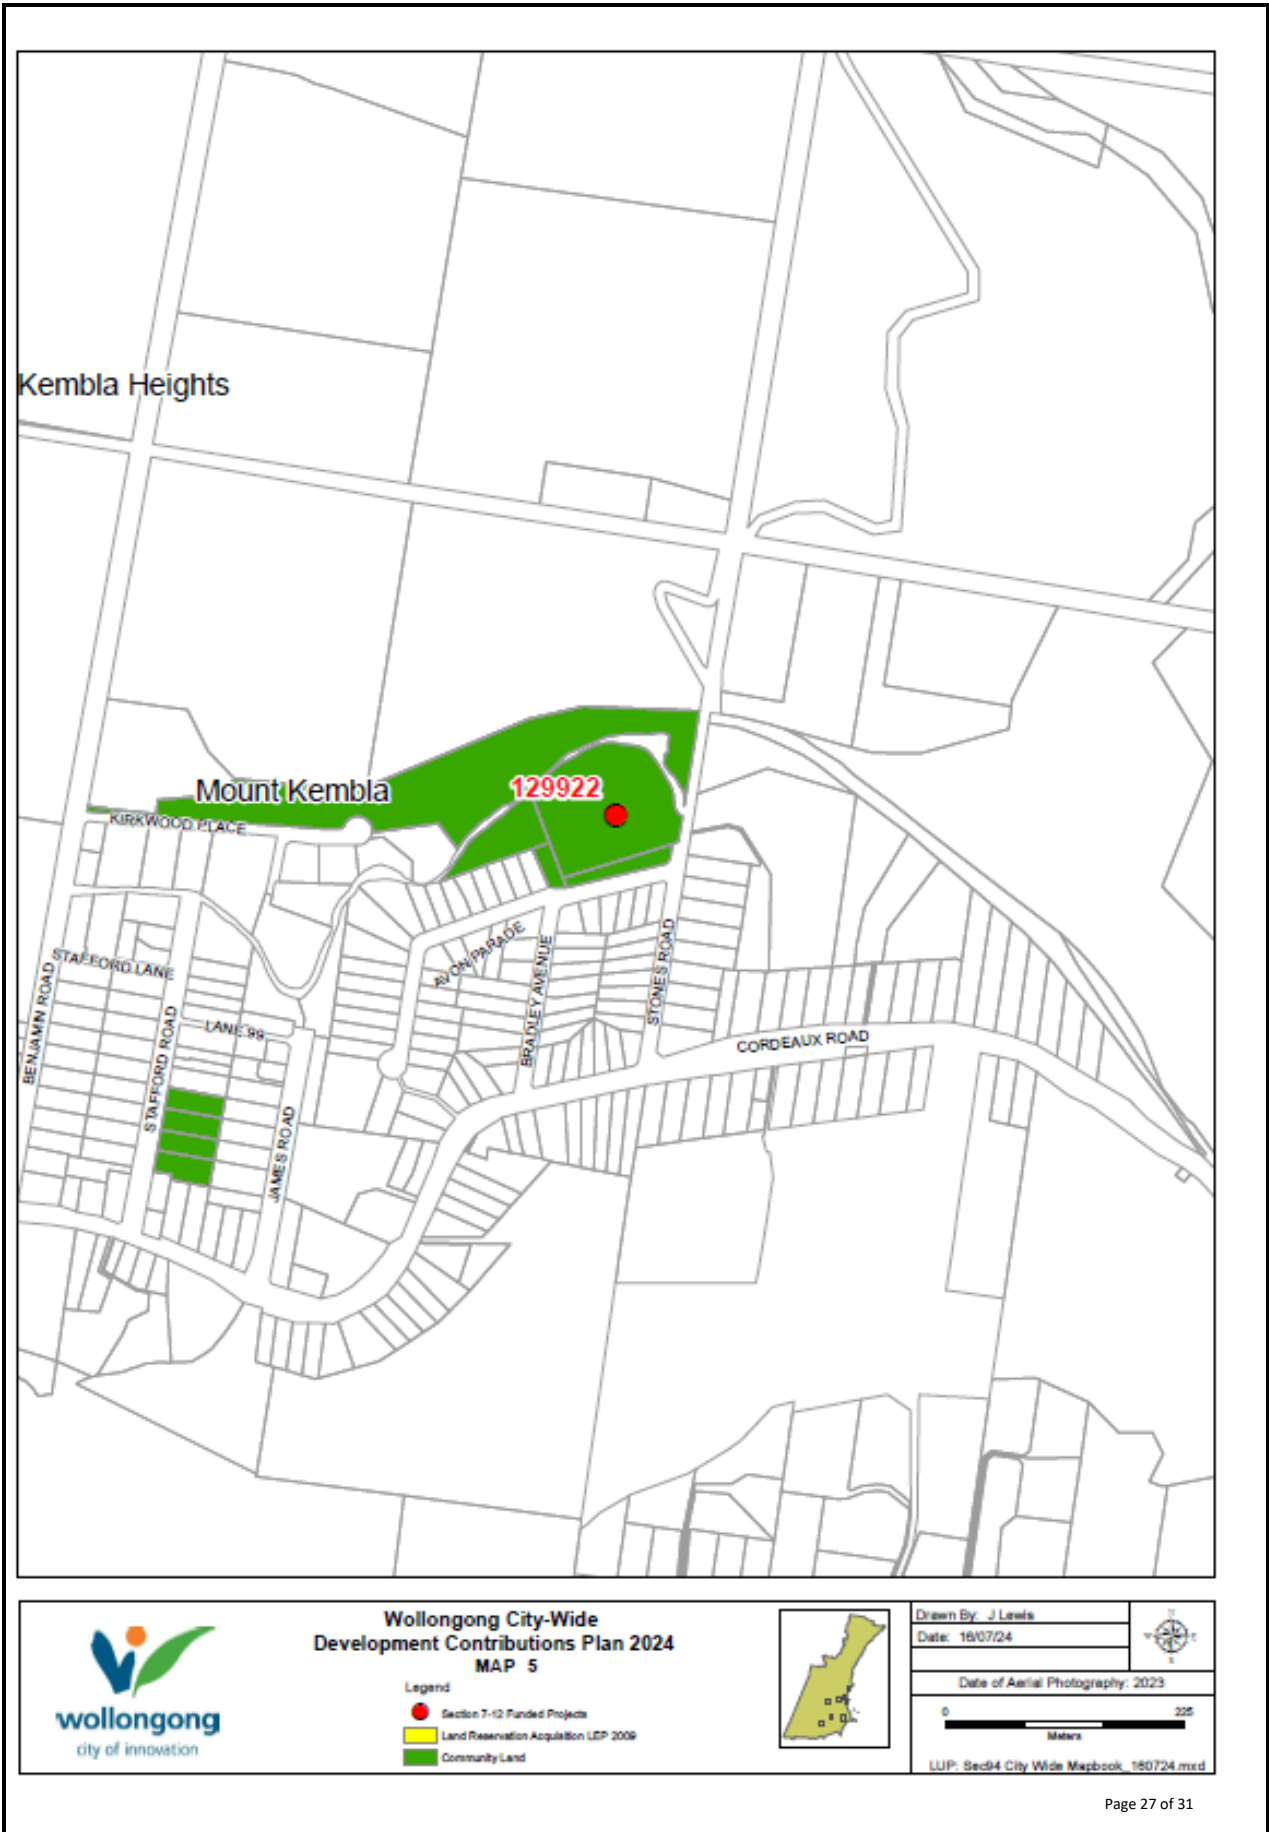 Kembla Heights
Mount Kembla
129922
KIRKWOOD PLACE
AVON PARADE
STAFFORD LANE
BENJAMIN ROAD
STAFFORD ROAD
LANE 99
JAMES ROAD
BRADLEY AVENUE
STONES ROAD
CORDEAUX ROAD
wollongong
city of innovation
Wollongong City-Wide
Development Contributions Plan 2024
MAP 5
Legend
Section 7-12 Funded Projects
Land Reservation Acquisition LEP 2009
Community Land
Drawn By: J Lewis
Date: 16/07/24
Date of Aerial Photography: 2023
0 225
Meters
LUP: Sec94 City Wide Mapbook_160724.mxd
Page 27 of 31